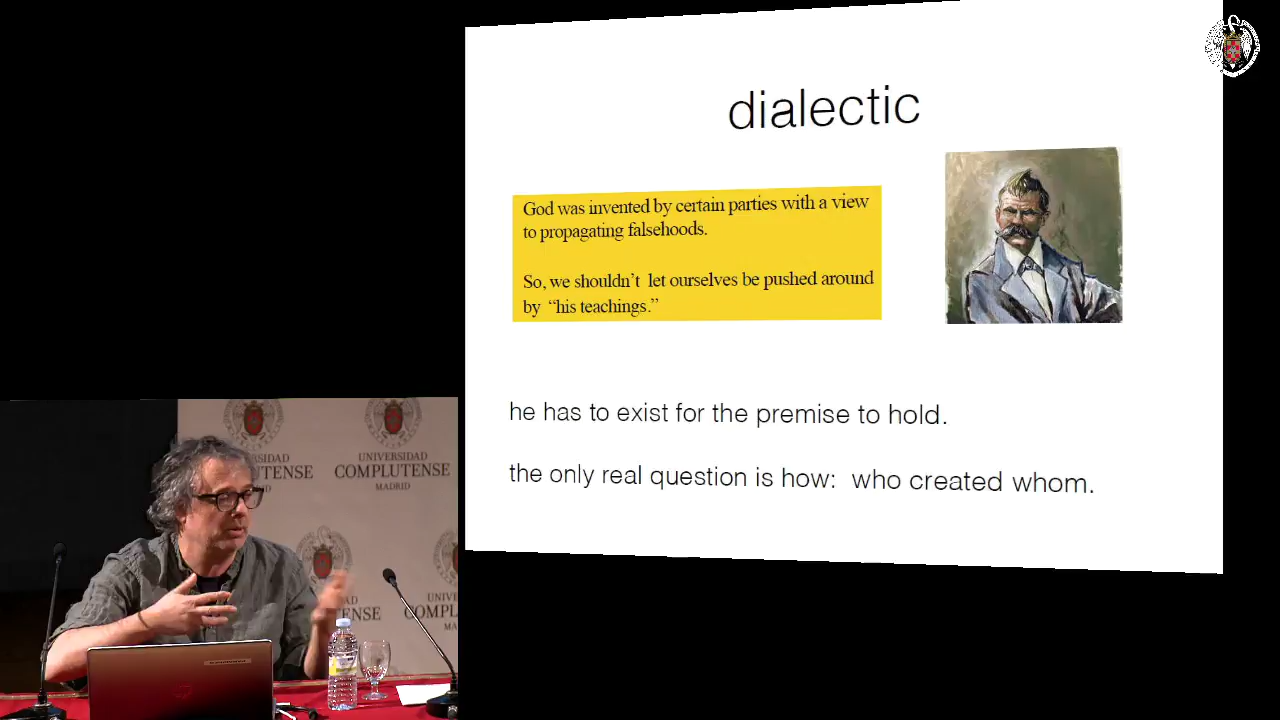 dialectic
God was invented by certain parties with a view
to propagating falsehoods.
So, we shouldn’t let ourselves be pushed around
by “his teachings.”
he has to exist for the premise to hold.
the only real question is how: who created whom.
UNIVERSIDAD
COMPLUTENSE
MADRID